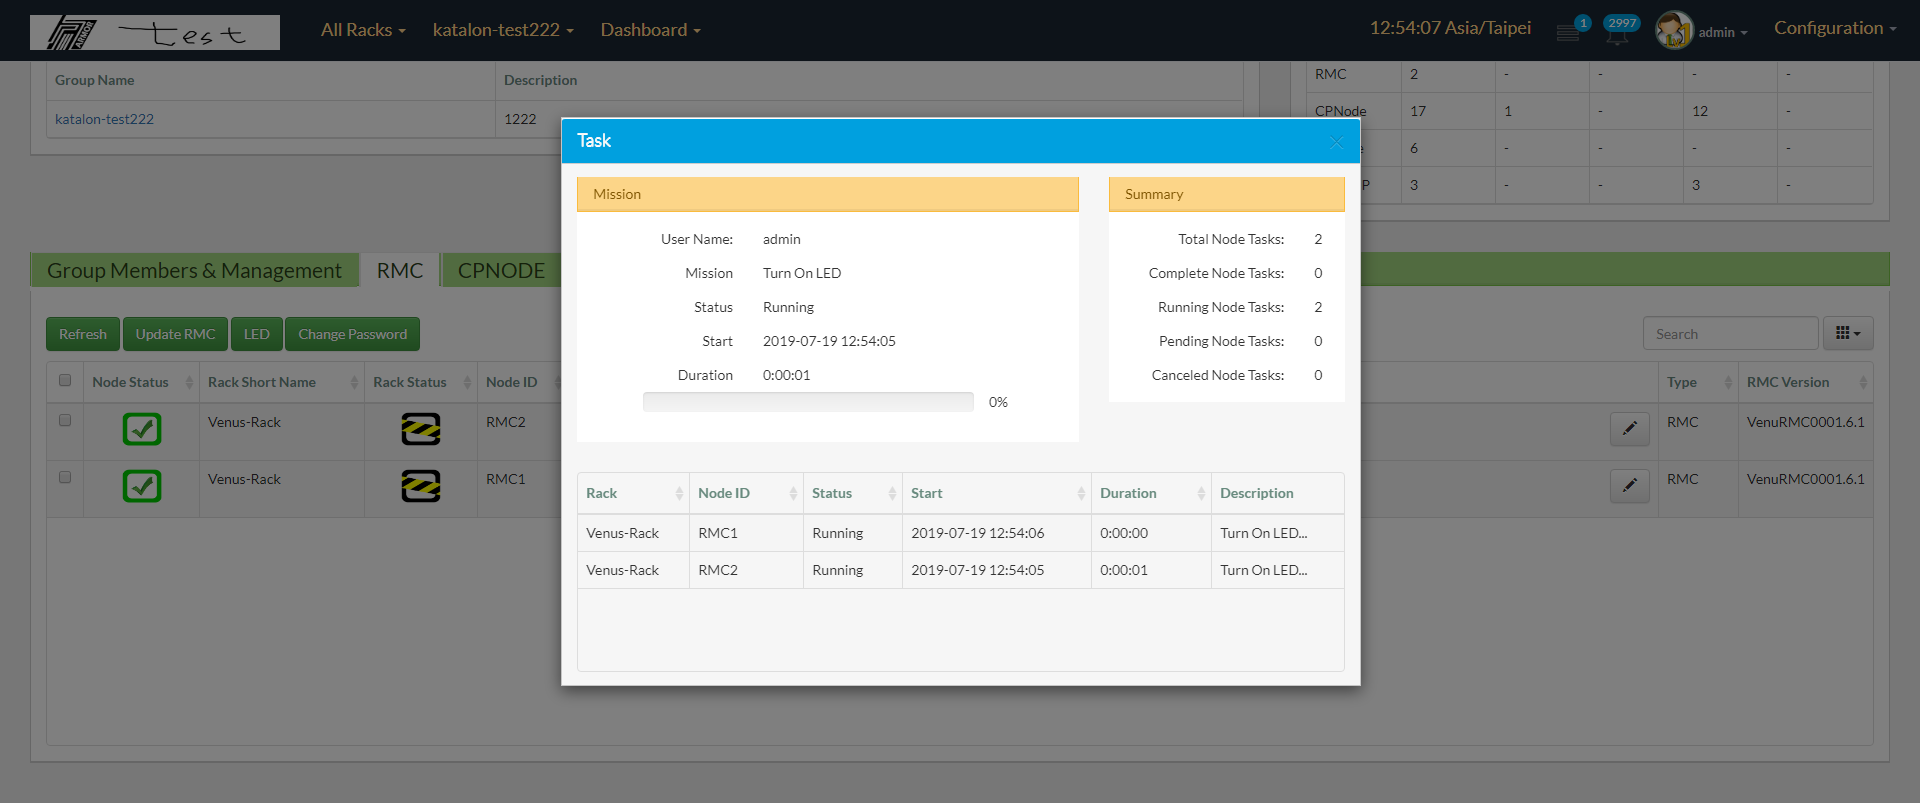 ARMOR test All Racks katalon-test222 Dashboard 12:54:07 Asia/Taipei 1 2997 admin Configuration
Group Name Description
katalon-test222 1222
RMC 2 - - - -
CPNode 17 1 - 12 -
6 - - - -
3 - - 3 -
Group Members & Management RMC CPNODE
Refresh Update RMC LED Change Password Search
Node Status Rack Short Name Rack Status Node ID Type RMC Version
Venus-Rack RMC2 RMC VenuRMC0001.6.1
Venus-Rack RMC1 RMC VenuRMC0001.6.1
Task
Mission
User Name: admin
Mission Turn On LED
Status Running
Start 2019-07-19 12:54:05
Duration 0:00:01
0%
Summary
Total Node Tasks: 2
Complete Node Tasks: 0
Running Node Tasks: 2
Pending Node Tasks: 0
Canceled Node Tasks: 0
Rack Node ID Status Start Duration Description
Venus-Rack RMC1 Running 2019-07-19 12:54:06 0:00:00 Turn On LED...
Venus-Rack RMC2 Running 2019-07-19 12:54:05 0:00:01 Turn On LED...